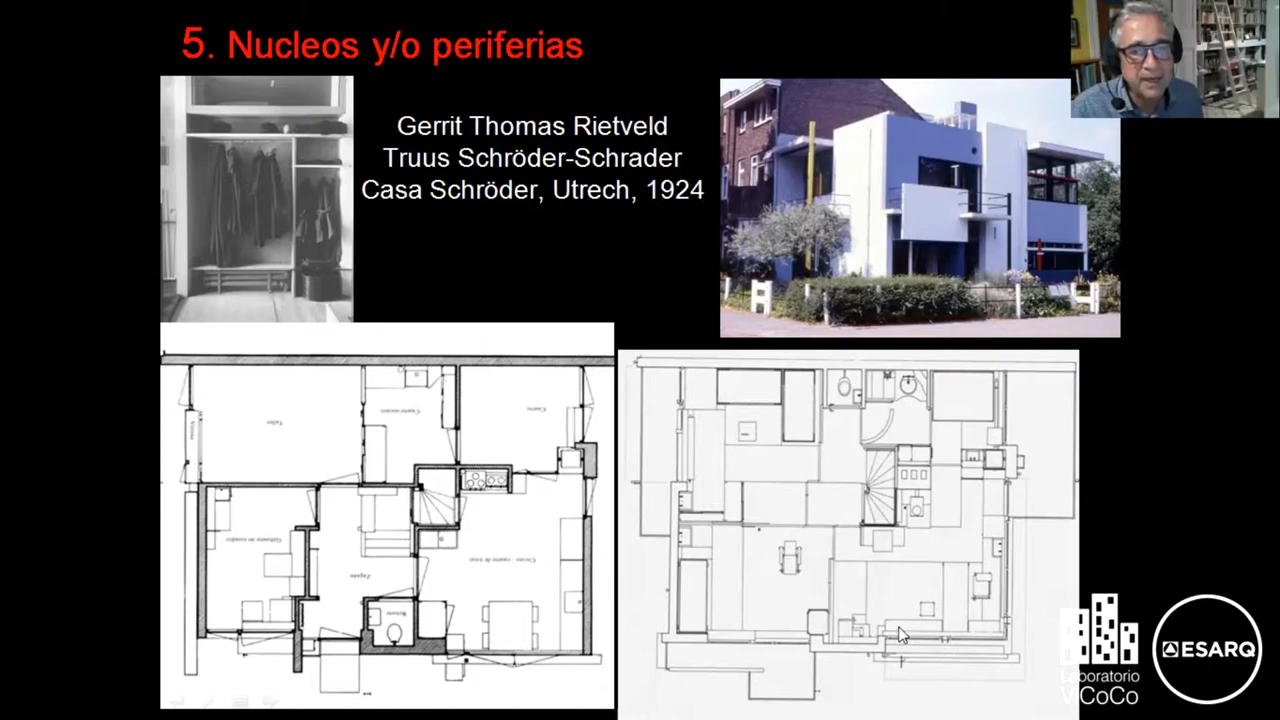 5. Nucleos y/o periferias
Gerrit Thomas Rietveld
Truus Schröder-Schrader
Casa Schröder, Utrech, 1924
Laboratorio
ViCoCo
ESARQ